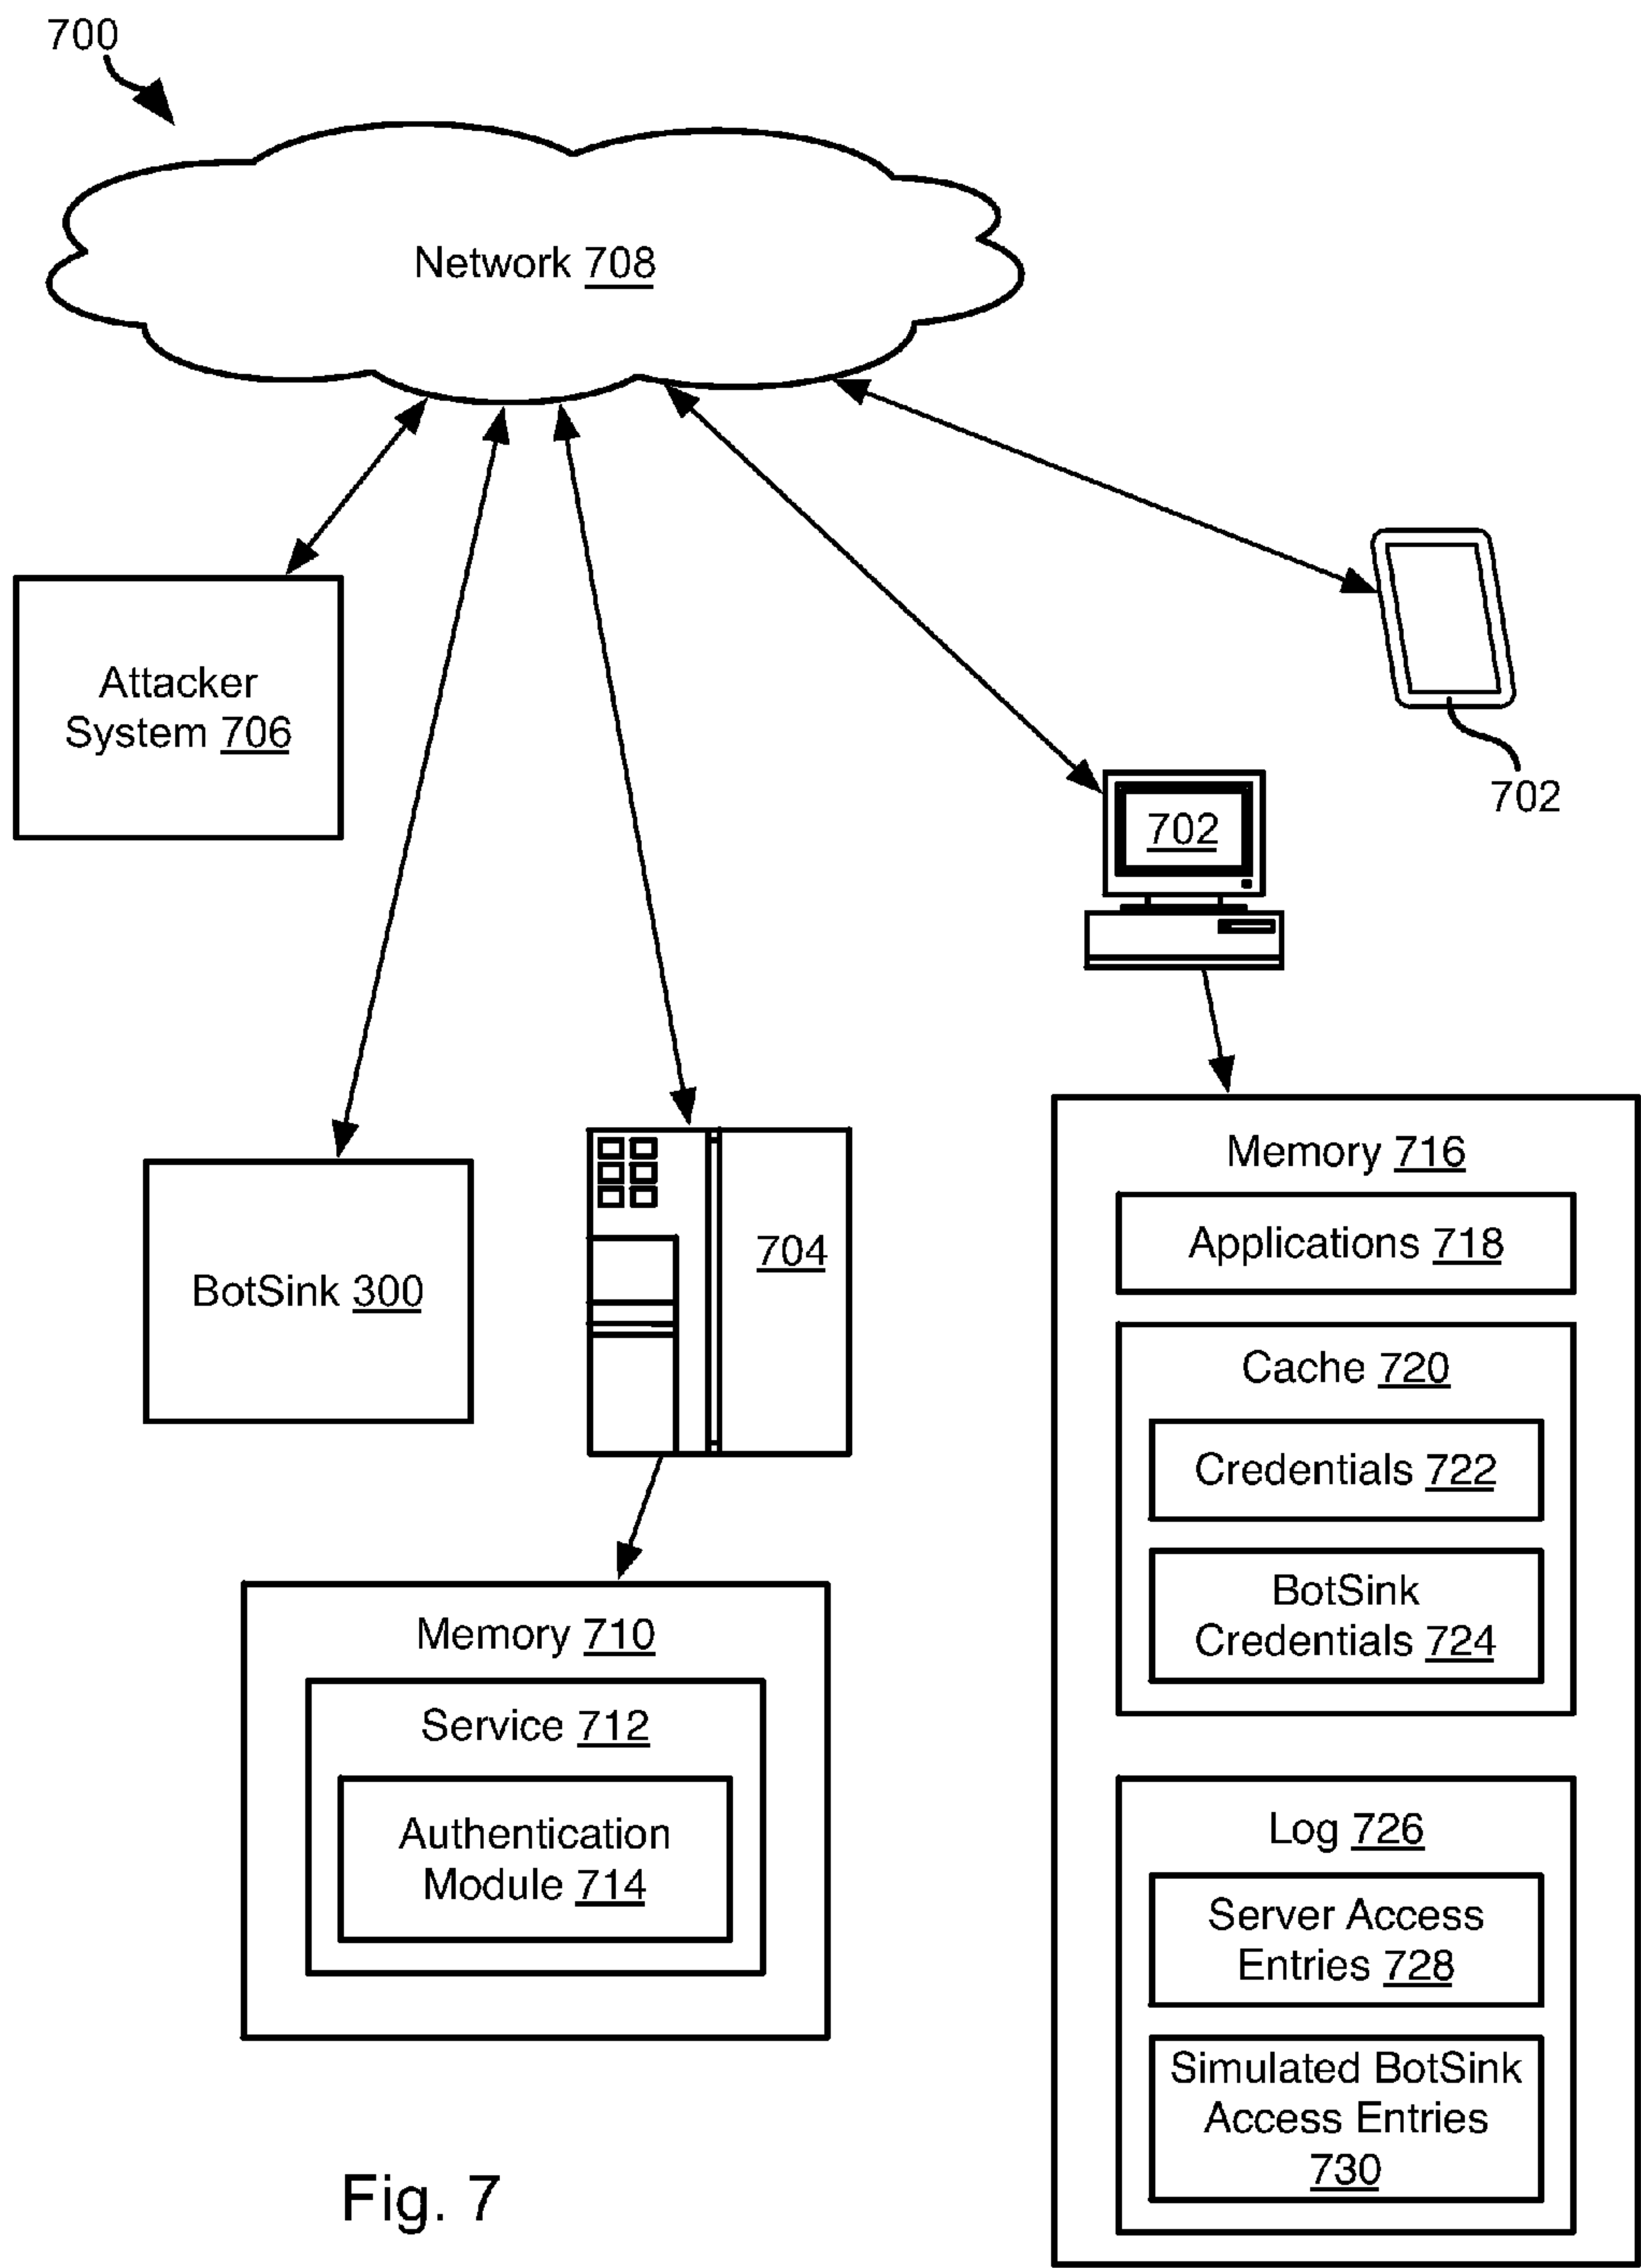 700
Network 708
Attacker
System 706
702
702
BotSink 300
704
Memory 710
Service 712
Authentication
Module 714
Memory 716
Applications 718
Cache 720
Credentials 722
BotSink
Credentials 724
Log 726
Server Access
Entries 728
Simulated BotSink
Access Entries
730
Fig. 7